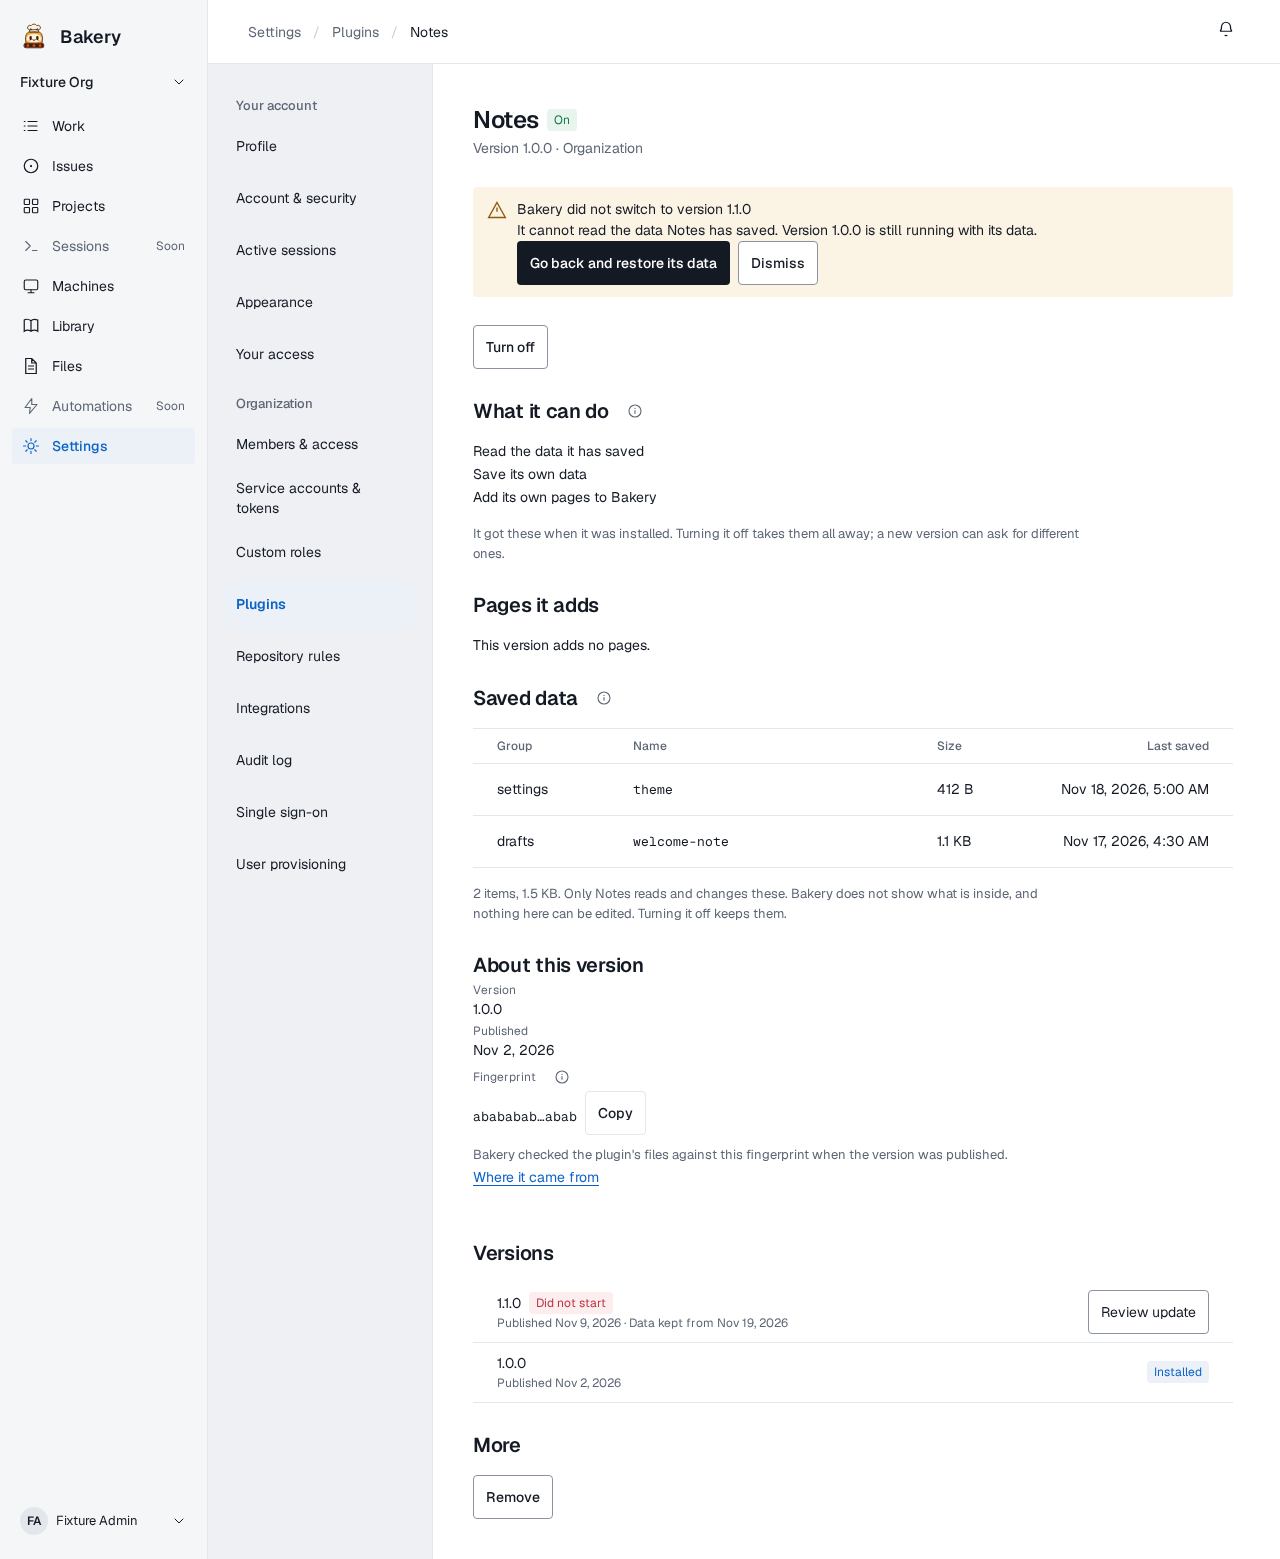 Bakery
Settings / Plugins / Notes
Fixture Org
Work
Issues
Projects
Sessions Soon
Machines
Library
Files
Automations Soon
Settings
FA Fixture Admin
Your account
Profile
Account & security
Active sessions
Appearance
Your access
Organization
Members & access
Service accounts &
tokens
Custom roles
Plugins
Repository rules
Integrations
Audit log
Single sign-on
User provisioning
Notes On
Version 1.0.0 · Organization
Bakery did not switch to version 1.1.0
It cannot read the data Notes has saved. Version 1.0.0 is still running with its data.
Go back and restore its data Dismiss
Turn off
What it can do
Read the data it has saved
Save its own data
Add its own pages to Bakery
It got these when it was installed. Turning it off takes them all away; a new version can ask for different
ones.
Pages it adds
This version adds no pages.
Saved data
Group Name Size Last saved
settings theme 412 B Nov 18, 2026, 5:00 AM
drafts welcome-note 1.1 KB Nov 17, 2026, 4:30 AM
2 items, 1.5 KB. Only Notes reads and changes these. Bakery does not show what is inside, and
nothing here can be edited. Turning it off keeps them.
About this version
Version
1.0.0
Published
Nov 2, 2026
Fingerprint
abababab…abab Copy
Bakery checked the plugin's files against this fingerprint when the version was published.
Where it came from
Versions
1.1.0 Did not start
Published Nov 9, 2026 · Data kept from Nov 19, 2026
Review update
1.0.0
Published Nov 2, 2026
Installed
More
Remove